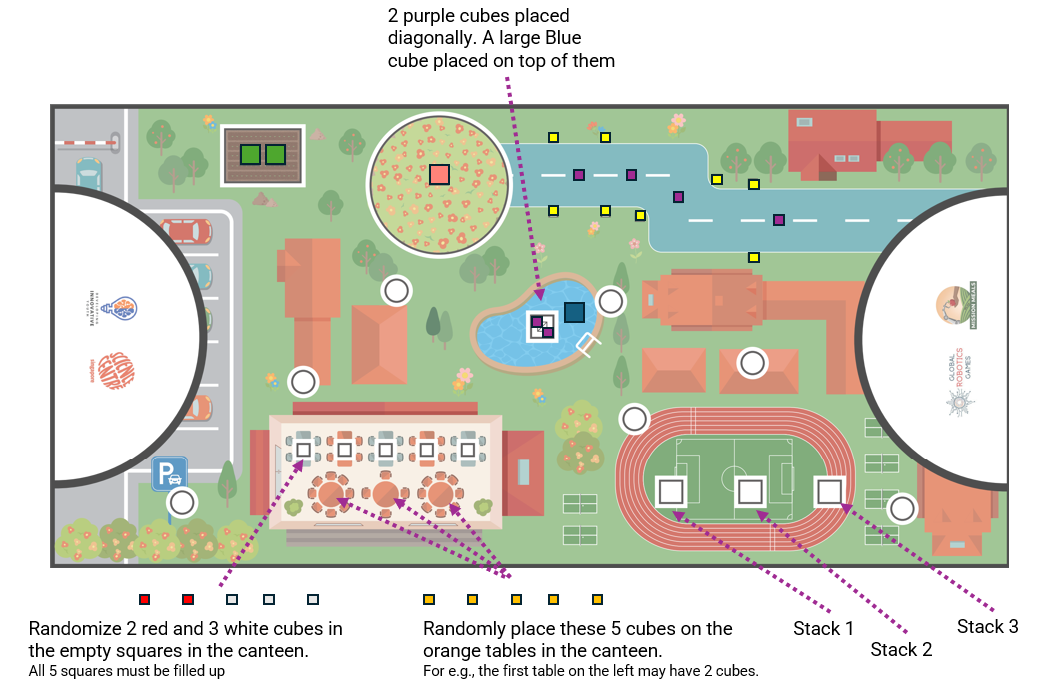 2 purple cubes placed
diagonally. A large Blue
cube placed on top of them
P
MISSION MEALS
GLOBAL
ROBOTICS
GAMES
Randomize 2 red and 3 white cubes in
the empty squares in the canteen.
All 5 squares must be filled up
Randomly place these 5 cubes on the
orange tables in the canteen.
For e.g., the first table on the left may have 2 cubes.
Stack 1
Stack 2
Stack 3